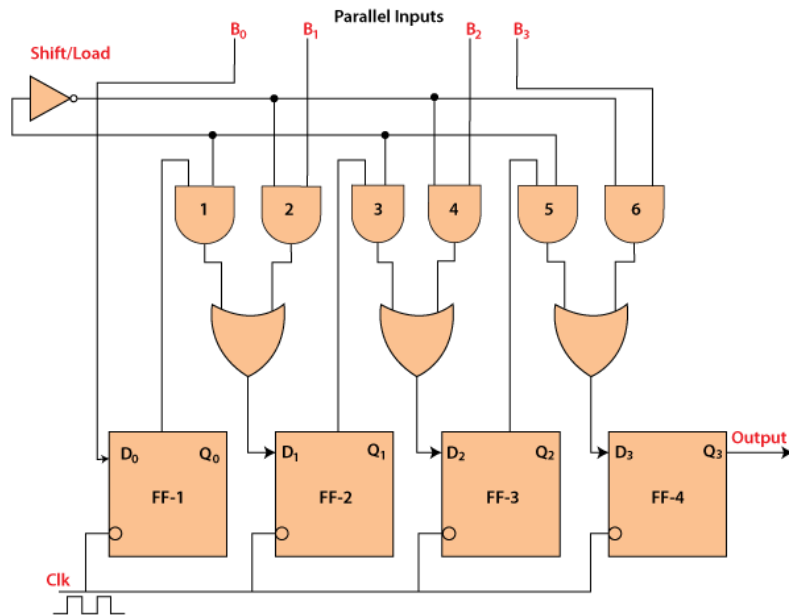 Parallel Inputs
B₀ B₁ B₂ B₃
Shift/Load
1 2 3 4 5 6
D₀ Q₀ D₁ Q₁ D₂ Q₂ D₃ Q₃ Output
FF-1 FF-2 FF-3 FF-4
Clk